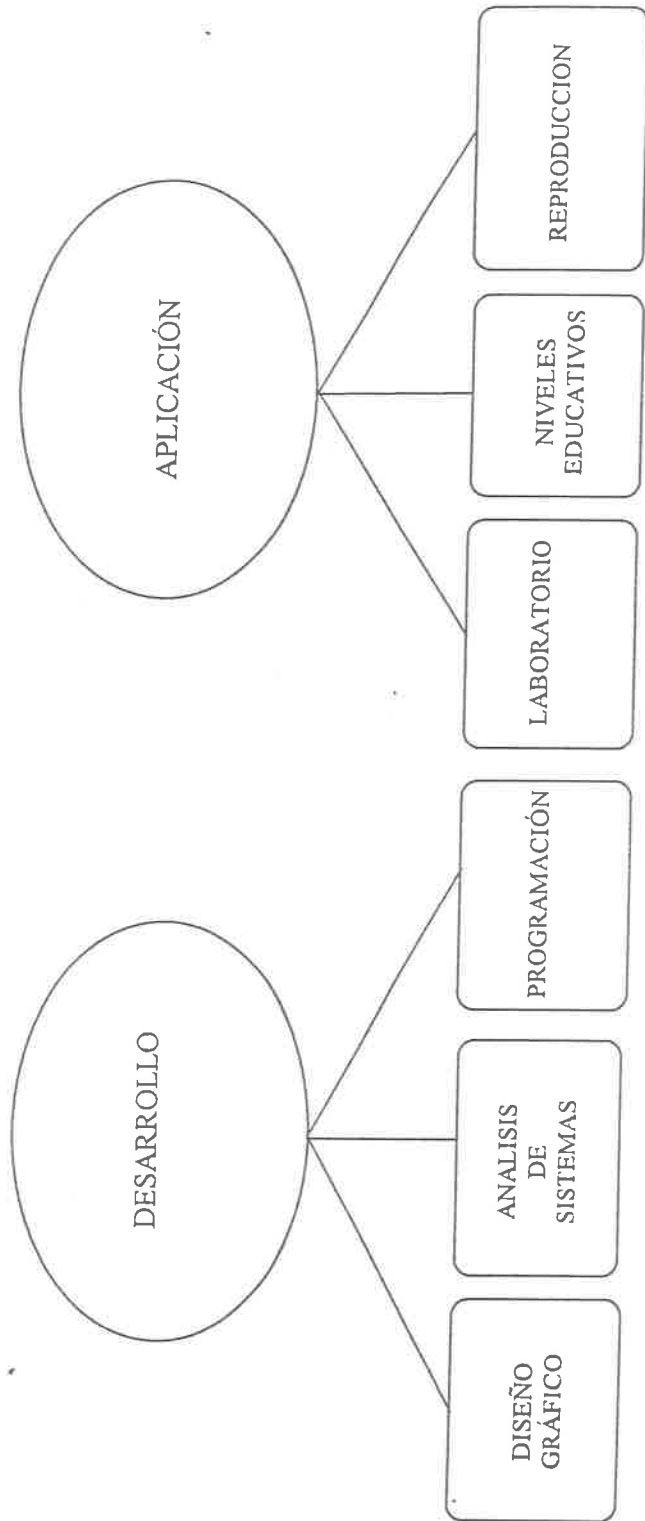 DESARROLLO
APLICACIÓN
DISEÑO
GRÁFICO
ANALISIS
DE
SISTEMAS
PROGRAMACIÓN
LABORATORIO
NIVELES
EDUCATIVOS
REPRODUCCION